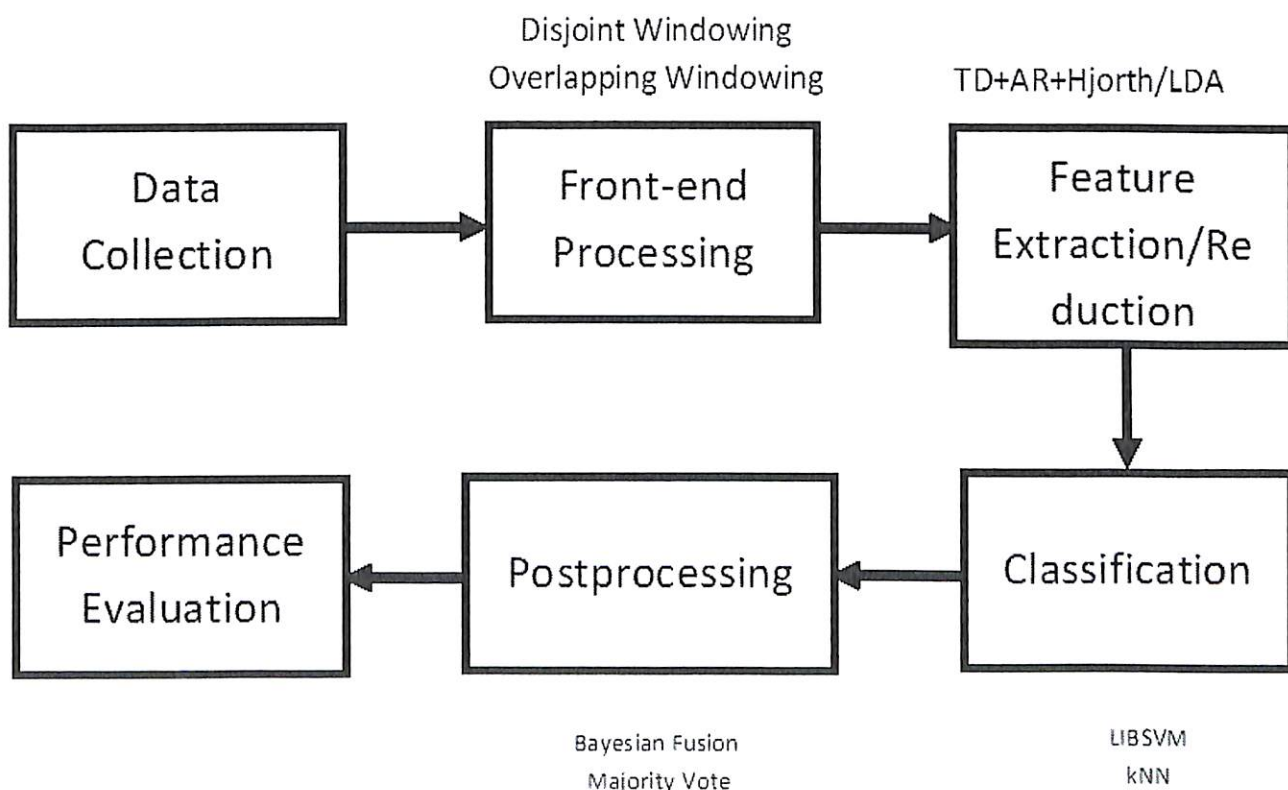 Disjoint Windowing
Overlapping Windowing
TD+AR+Hjorth/LDA
Data
Collection
Front-end
Processing
Feature
Extraction/Re
duction
Performance
Evaluation
Postprocessing
Classification
Bayesian Fusion
Majority Vote
LIBSVM
kNN